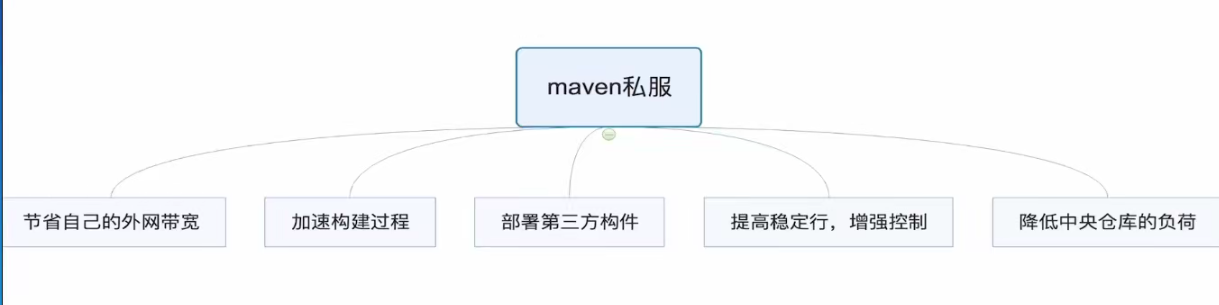 maven私服
节省自己的外网带宽
加速构建过程
部署第三方构件
提高稳定行，增强控制
降低中央仓库的负荷